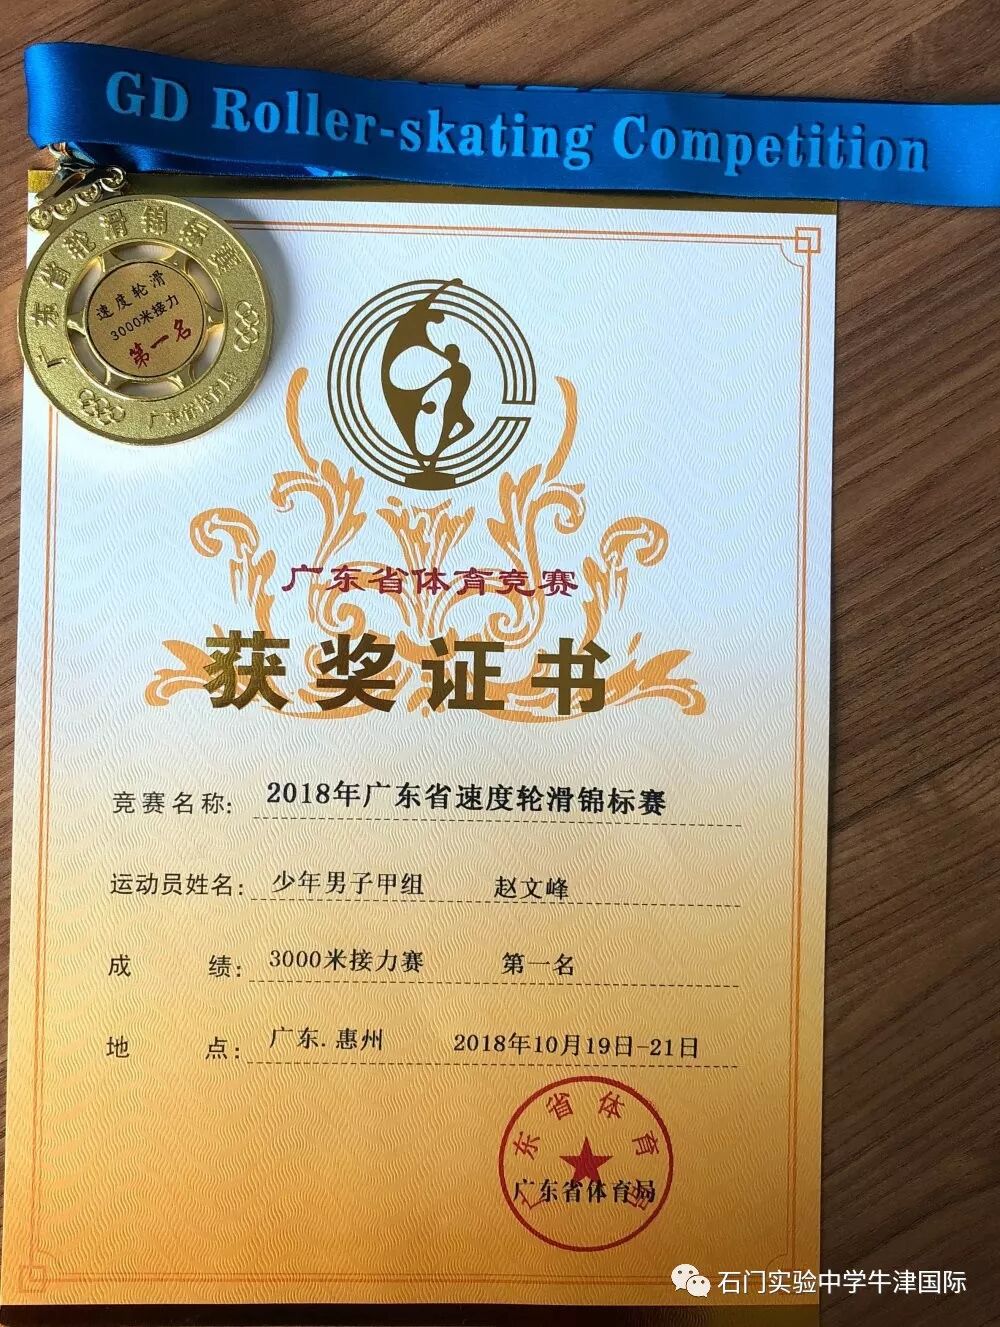 GD Roller-skating Competition
广东省轮滑锦标赛
速度轮滑
3000米接力
第一名
广东省体育局
广东省体育竞赛
获奖证书
竞赛名称: 2018年广东省速度轮滑锦标赛
运动员姓名: 少年男子甲组 赵文峰
成绩: 3000米接力赛 第一名
地点: 广东.惠州 2018年10月19日-21日
广东省体育局
广东省体育局
石门实验中学牛津国际